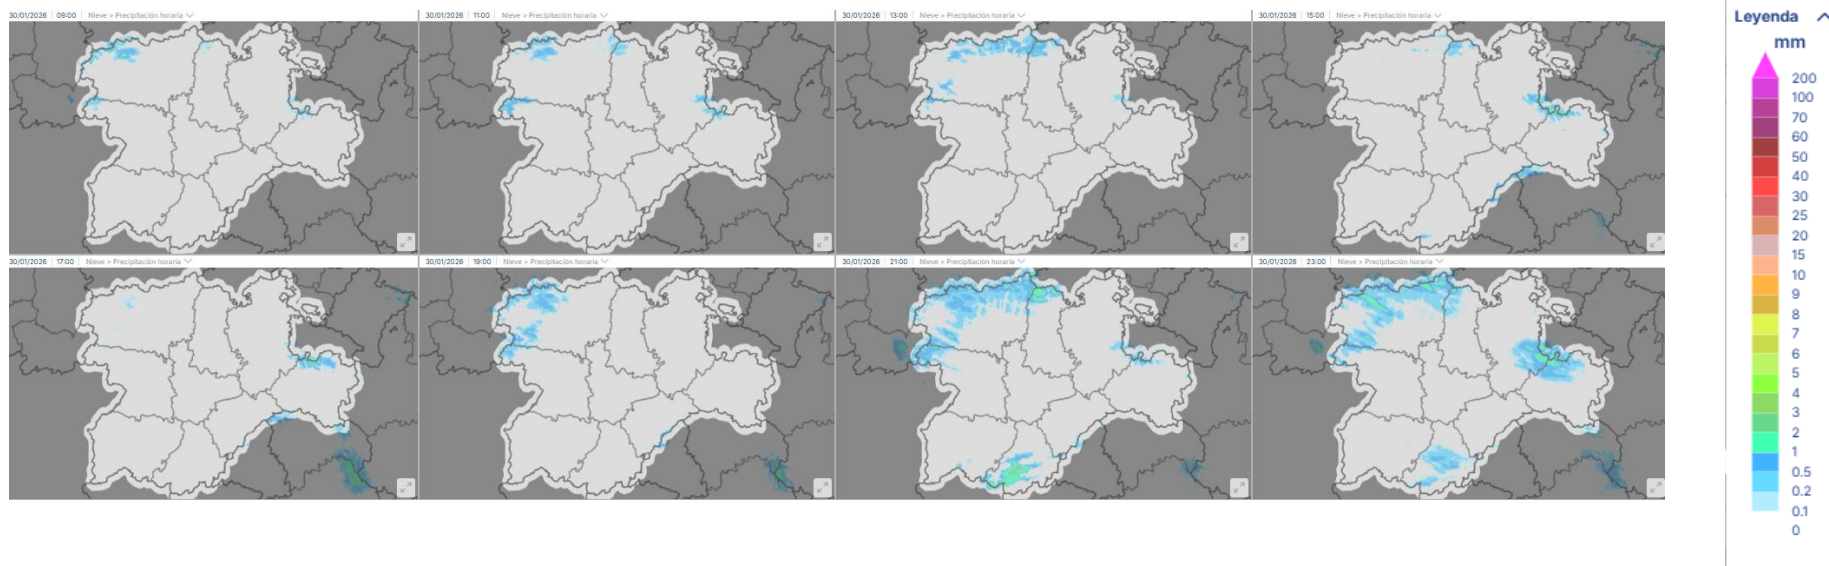 30/01/2026 09:00 Nieve > Precipitación horaria
30/01/2026 11:00 Nieve > Precipitación horaria
30/01/2026 13:00 Nieve > Precipitación horaria
30/01/2026 15:00 Nieve > Precipitación horaria
Leyenda
mm
200
100
70
60
50
40
30
25
20
15
10
9
8
7
6
5
4
3
2
1
0.5
0.2
0.1
0
30/01/2026 17:00 Nieve > Precipitación horaria
30/01/2026 19:00 Nieve > Precipitación horaria
30/01/2026 21:00 Nieve > Precipitación horaria
30/01/2026 23:00 Nieve > Precipitación horaria